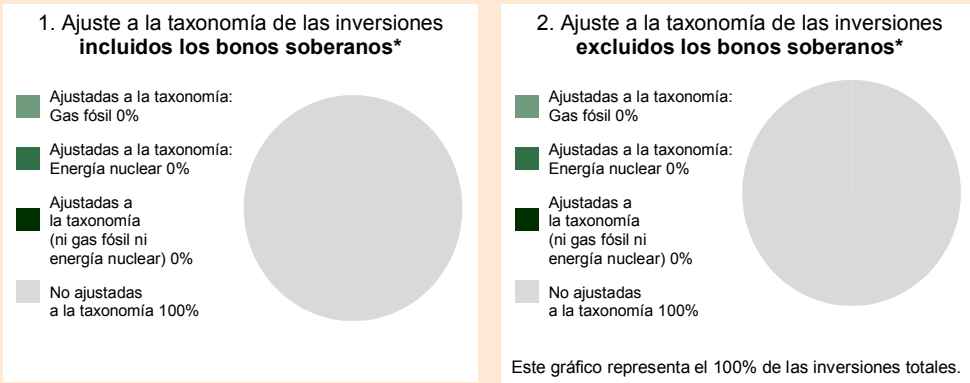 1. Ajuste a la taxonomía de las inversiones
incluidos los bonos soberanos*
Ajustadas a la taxonomía:
Gas fósil 0%
Ajustadas a la taxonomía:
Energía nuclear 0%
Ajustadas a
la taxonomía
(ni gas fósil ni
energía nuclear) 0%
No ajustadas
a la taxonomía 100%
2. Ajuste a la taxonomía de las inversiones
excluidos los bonos soberanos*
Ajustadas a la taxonomía:
Gas fósil 0%
Ajustadas a la taxonomía:
Energía nuclear 0%
Ajustadas a
la taxonomía
(ni gas fósil ni
energía nuclear) 0%
No ajustadas
a la taxonomía 100%
Este gráfico representa el 100% de las inversiones totales.